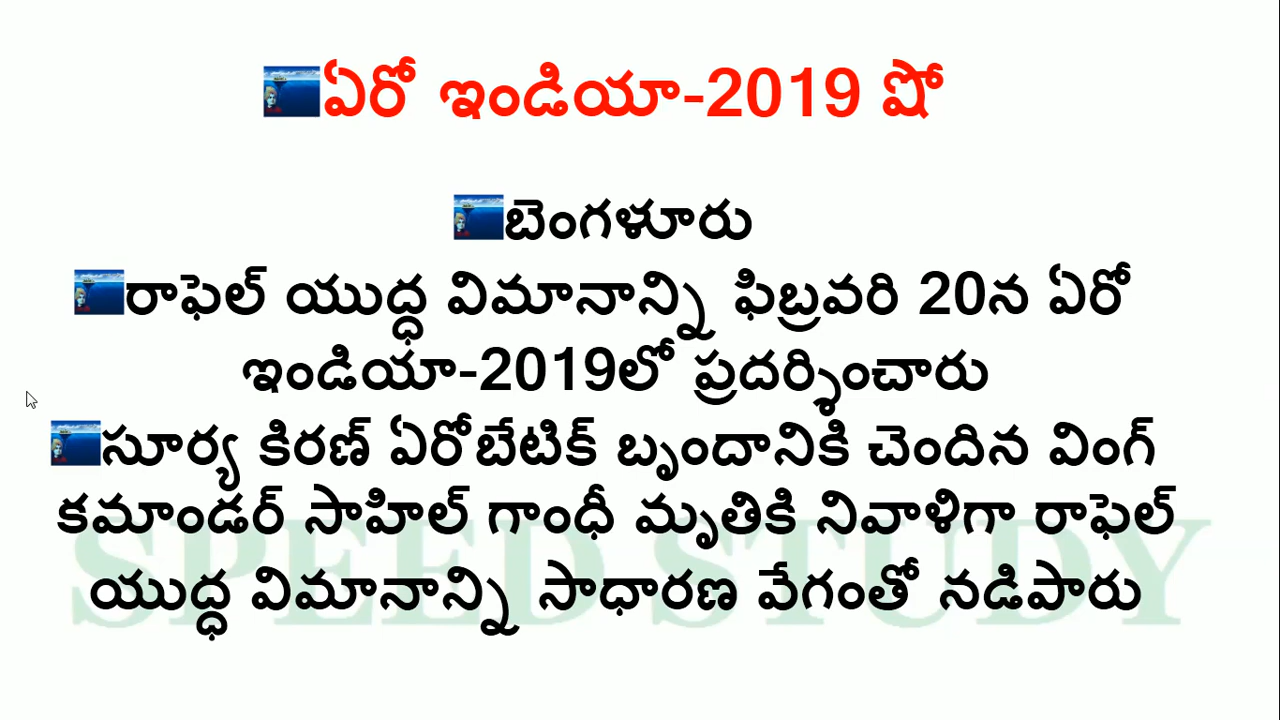 ఏరో ఇండియా-2019 షో
బెంగళూరు
రాఫెల్ యుద్ధ విమానాన్ని ఫిబ్రవరి 20న ఏరో
ఇండియా-2019లో ప్రదర్శించారు
సూర్య కిరణ్ ఏరోబేటిక్ బృందానికి చెందిన వింగ్
కమాండర్ సాహిల్ గాంధీ మృతికి నివాళిగా రాఫెల్
యుద్ధ విమానాన్ని సాధారణ వేగంతో నడిపారు
SPEED STUDY